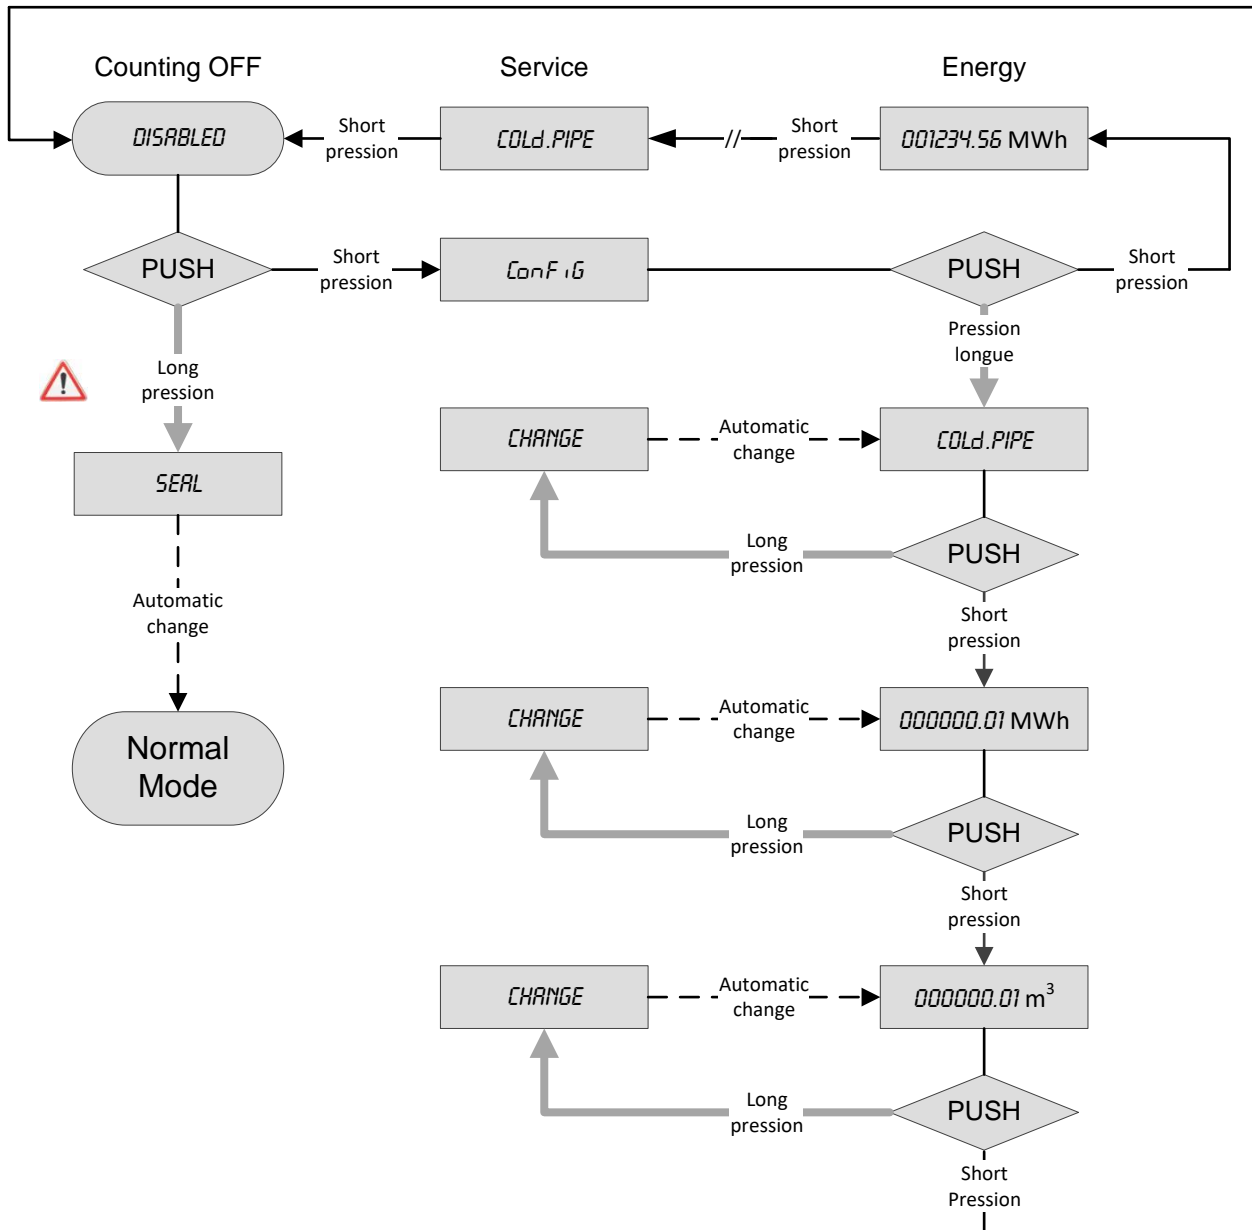 Counting OFF
Service
Energy
DISABLED
Short
pression
COLd.PIPE
//
Short
pression
001234.56 MWh
PUSH
Short
pression
ConFiG
PUSH
Short
pression
Long
pression
Pression
longue
CHANGE
Automatic
change
COLd.PIPE
SEAL
Long
pression
PUSH
Automatic
change
Short
pression
CHANGE
Automatic
change
000000.01 MWh
Normal
Mode
Long
pression
PUSH
Short
pression
CHANGE
Automatic
change
000000.01 m³
Long
pression
PUSH
Short
Pression